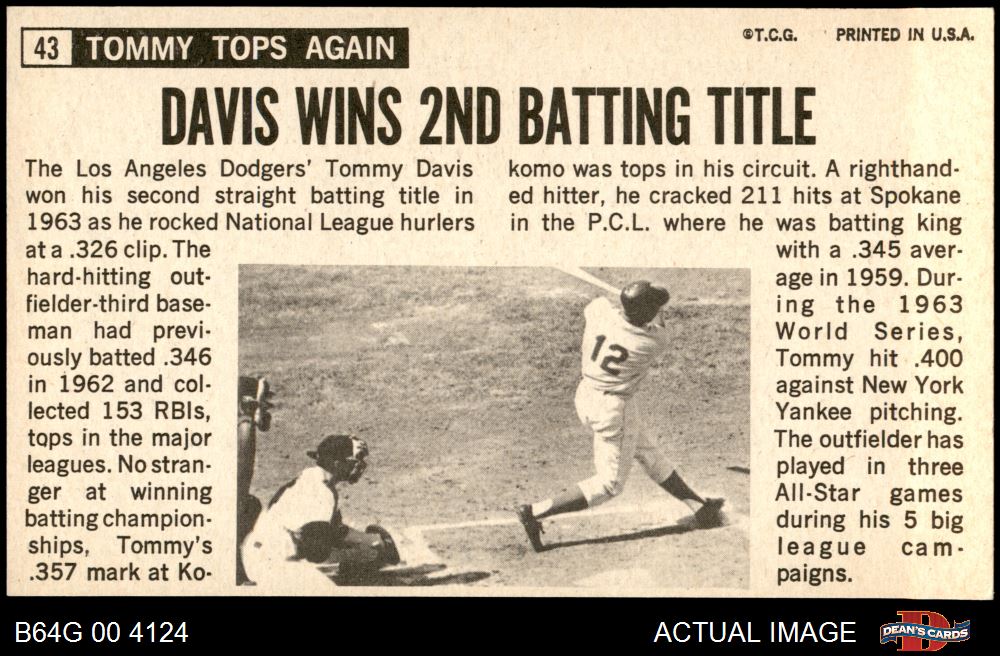 43 TOMMY TOPS AGAIN
©T.C.G. PRINTED IN U.S.A.
DAVIS WINS 2ND BATTING TITLE
The Los Angeles Dodgers' Tommy Davis
won his second straight batting title in
1963 as he rocked National League hurlers
at a .326 clip. The
hard-hitting out-
fielder-third base-
man had previ-
ously batted .346
in 1962 and col-
lected 153 RBIs,
tops in the major
leagues. No stran-
ger at winning
batting champion-
ships, Tommy's
.357 mark at Ko-
komo was tops in his circuit. A righthand-
ed hitter, he cracked 211 hits at Spokane
in the P.C.L. where he was batting king
with a .345 aver-
age in 1959. Dur-
ing the 1963
World Series,
Tommy hit .400
against New York
Yankee pitching.
The outfielder has
played in three
All-Star games
during his 5 big
league cam-
paigns.
12
B64G 00 4124
ACTUAL IMAGE
DEAN'S CARDS